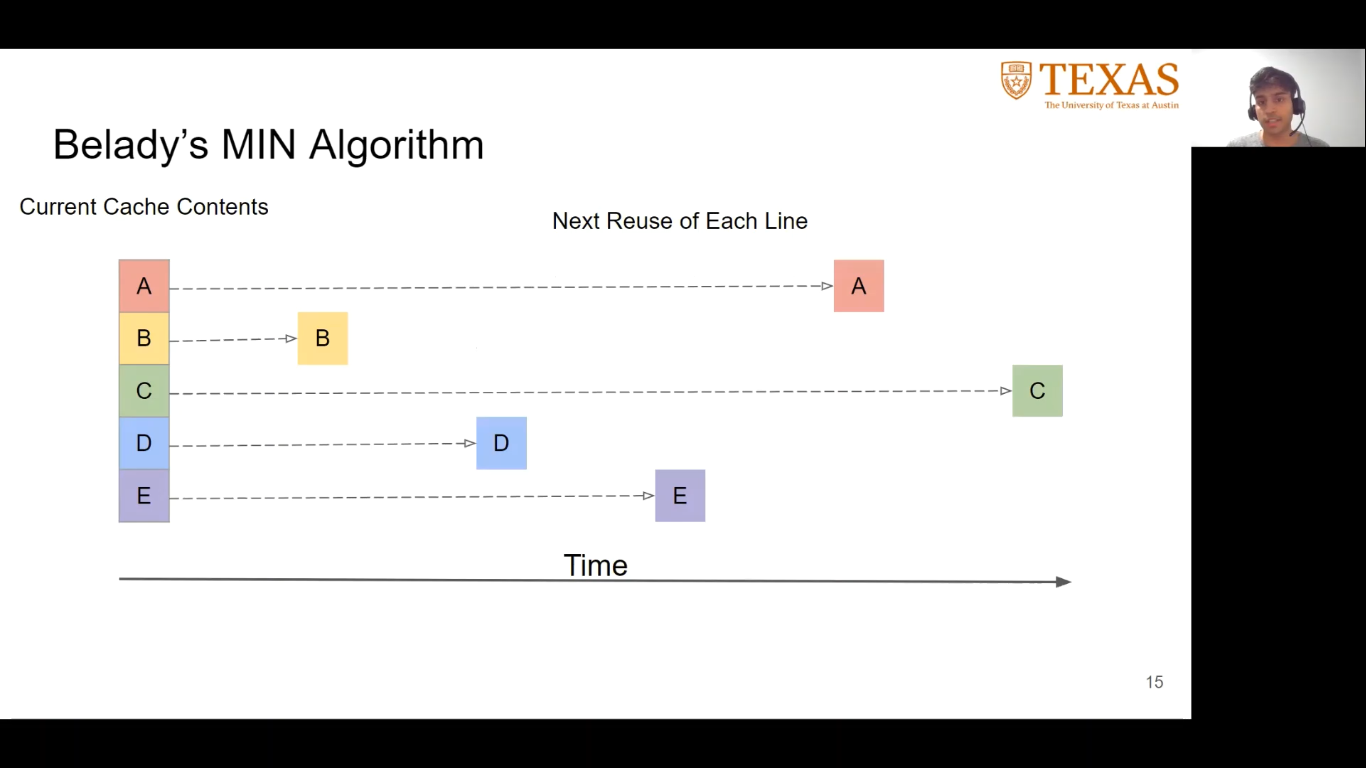 TEXAS
The University of Texas at Austin
Belady's MIN Algorithm
Current Cache Contents
Next Reuse of Each Line
A A
B B
C C
D D
E E
Time
15